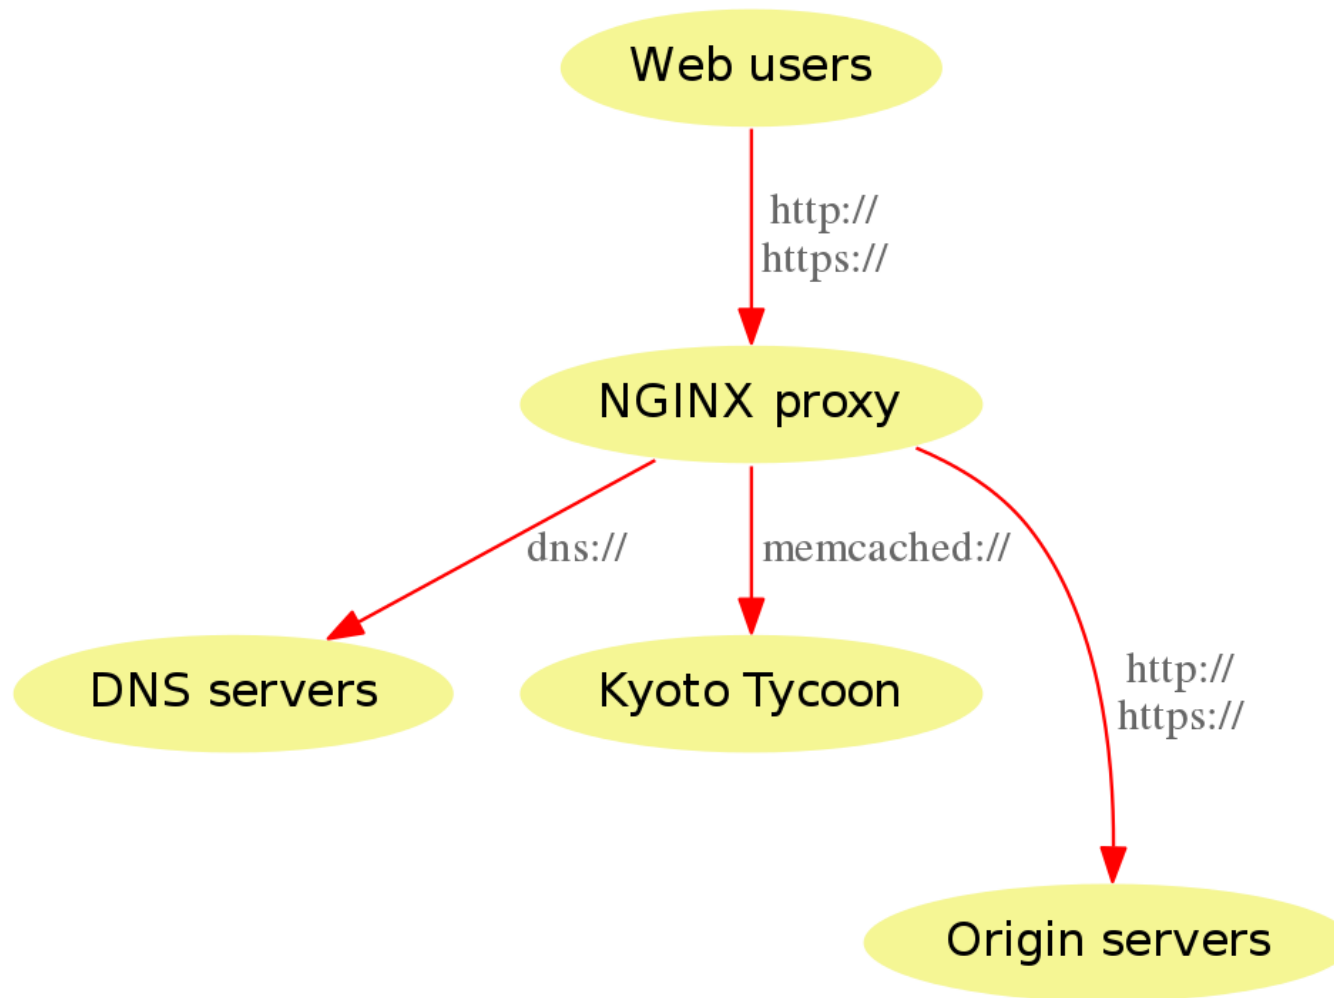 Web users
http://
https://
NGINX proxy
dns://
memcached://
http://
https://
DNS servers
Kyoto Tycoon
Origin servers